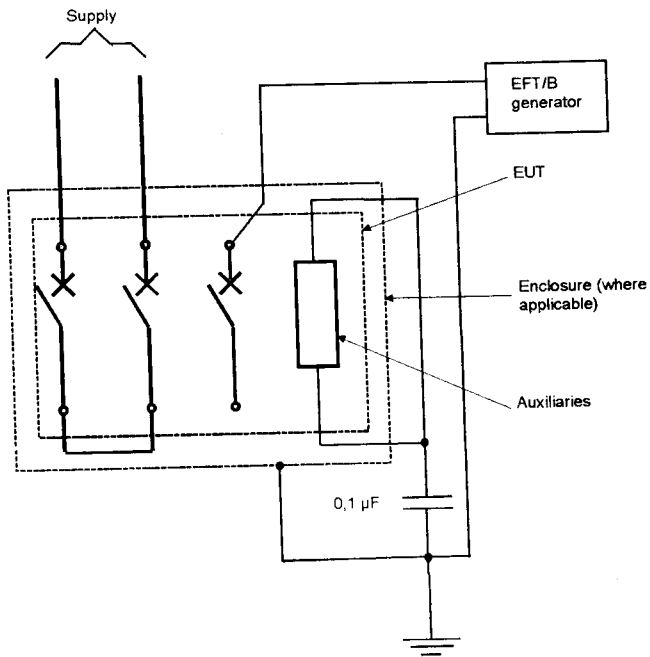 Supply
EFT/B
generator
EUT
Enclosure (where
applicable)
Auxiliaries
0,1 µF